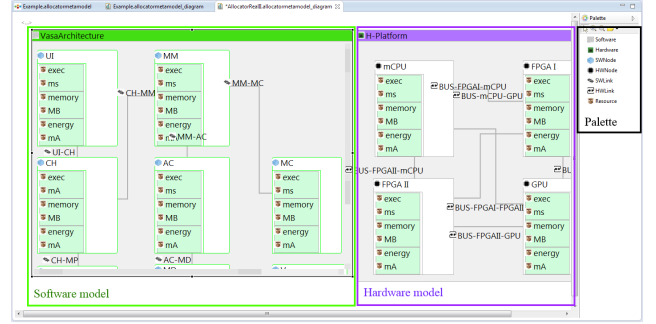 Example.allocatormetamodel
Example.allocatormetamodel_diagram
Palette
VasaArchitecture
H-Platform
Software
Hardware
SWNode
HWNode
SWLink
HWLink
Resource
Palette
UI
exec
ms
memory
MB
energy
mA
MM
exec
ms
memory
MB
energy
CH-MM
MM-MC
MM-AC
UI-CH
CH
exec
mA
memory
MB
energy
mA
AC
exec
ms
memory
MB
energy
mA
MC
exec
ms
memory
MB
energy
mA
CH-MP
AC-MD
mCPU
exec
ms
memory
MB
energy
mA
FPGA I
exec
ms
memory
MB
energy
mA
BUS-FPGAI-mCPU
BUS-mCPU-GPU
BUS-FPGAII-mCPU
FPGA II
exec
ms
memory
MB
energy
mA
GPU
exec
ms
memory
MB
energy
mA
BUS-FPGAI-FPGAII
BUS-FPGAII-GPU
Software model
Hardware model